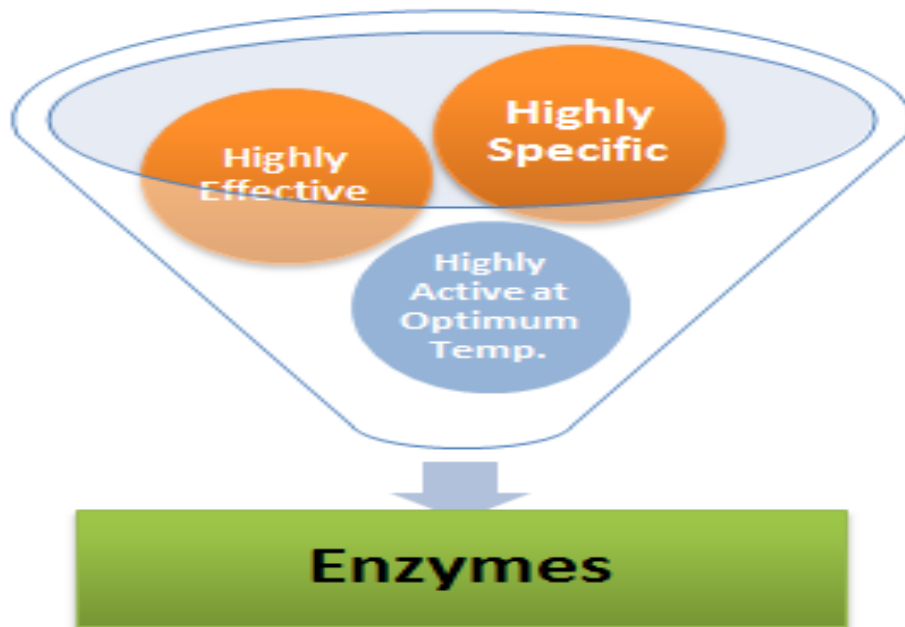 Highly
Specific
Highly
Effective
Highly
Active at
Optimum
Temp.
Enzymes